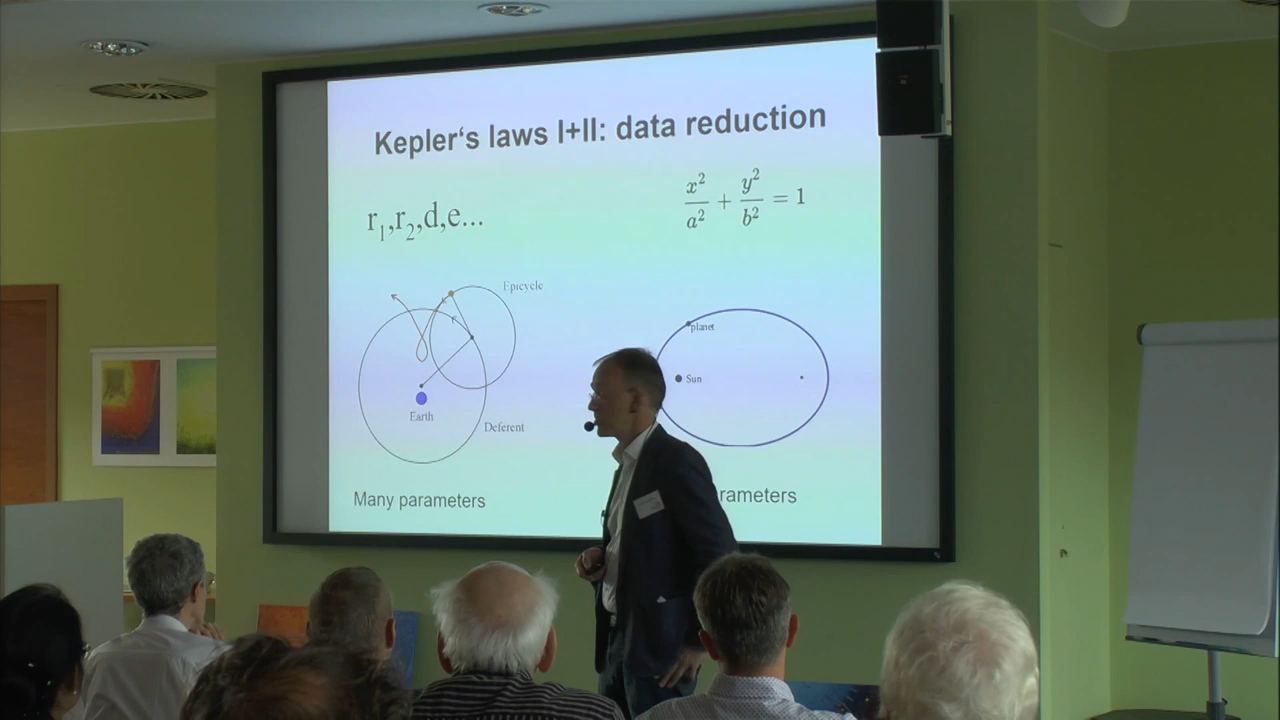 Kepler‘s laws I+II: data reduction
r₁,r₂,d,e...
x²/a² + y²/b² = 1
Epicycle
planet
Sun
Earth
Deferent
Many parameters